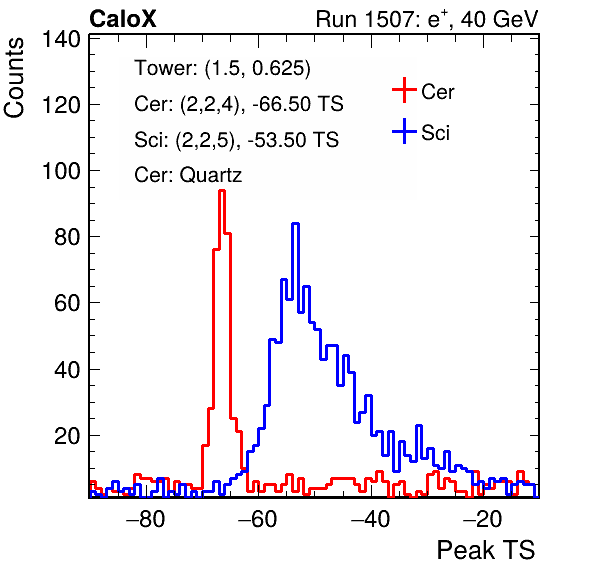 CaloX Run 1507: e⁺, 40 GeV
Counts
140
120
100
80
60
40
20
Tower: (1.5, 0.625)
Cer: (2,2,4), -66.50 TS
Sci: (2,2,5), -53.50 TS
Cer: Quartz
Cer
Sci
−80 −60 −40 −20
Peak TS